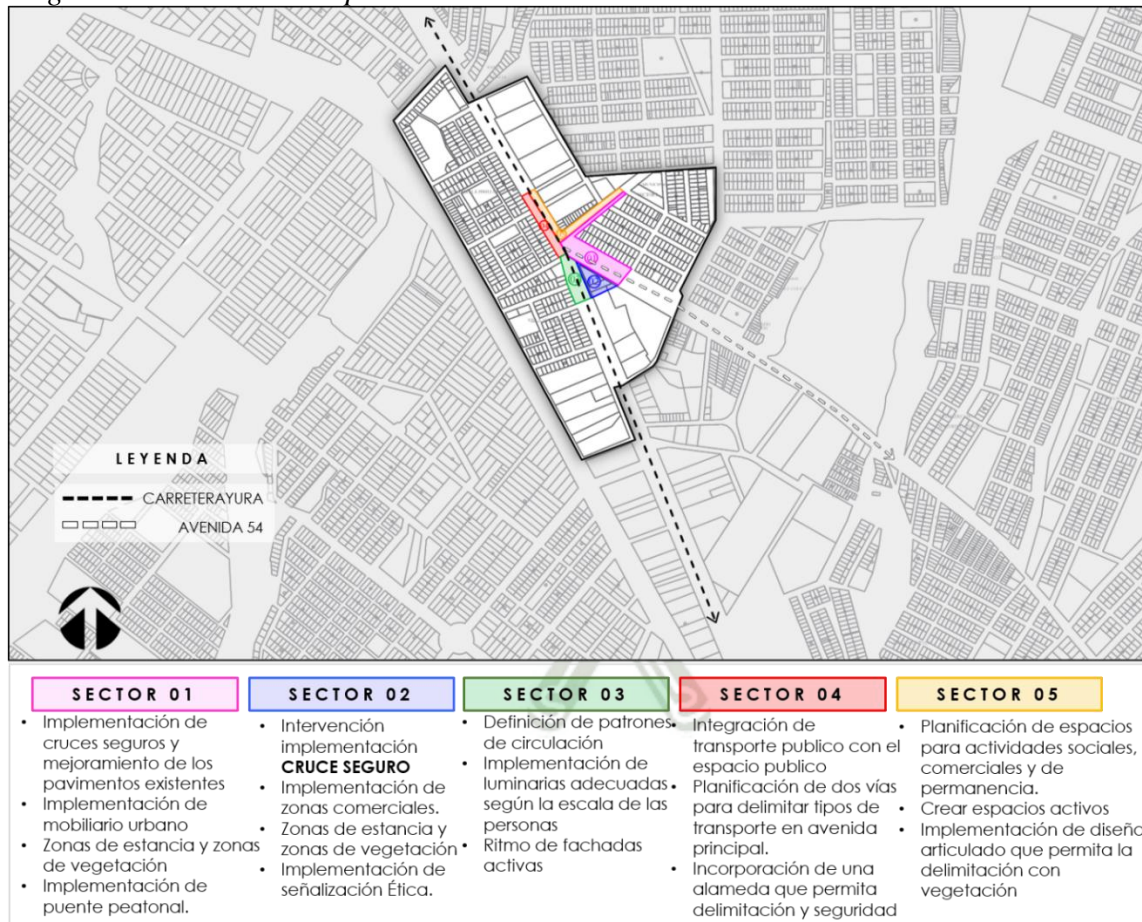 LEYENDA
CARRETERAYURA
AVENIDA 54
SECTOR 01
• Implementación de
cruces seguros y
mejoramiento de los
pavimentos existentes
• Implementación de
mobiliario urbano
• Zonas de estancia y zonas
de vegetación
• Implementación de
puente peatonal.
SECTOR 02
• Intervención
implementación
CRUCE SEGURO
• Implementación de
zonas comerciales.
• Zonas de estancia y
zonas de vegetación
• Implementación de
señalización Ética.
SECTOR 03
• Definición de patrones
de circulación
• Implementación de
luminarias adecuadas
según la escala de las
personas
• Ritmo de fachadas
activas
SECTOR 04
• Integración de
transporte publico con el
espacio publico
• Planificación de dos vías
para delimitar tipos de
transporte en avenida
principal.
• Incorporación de una
alameda que permita
delimitación y seguridad
SECTOR 05
• Planificación de espacios
para actividades sociales,
comerciales y de
permanencia.
• Crear espacios activos
• Implementación de diseño
articulado que permita la
delimitación con
vegetación